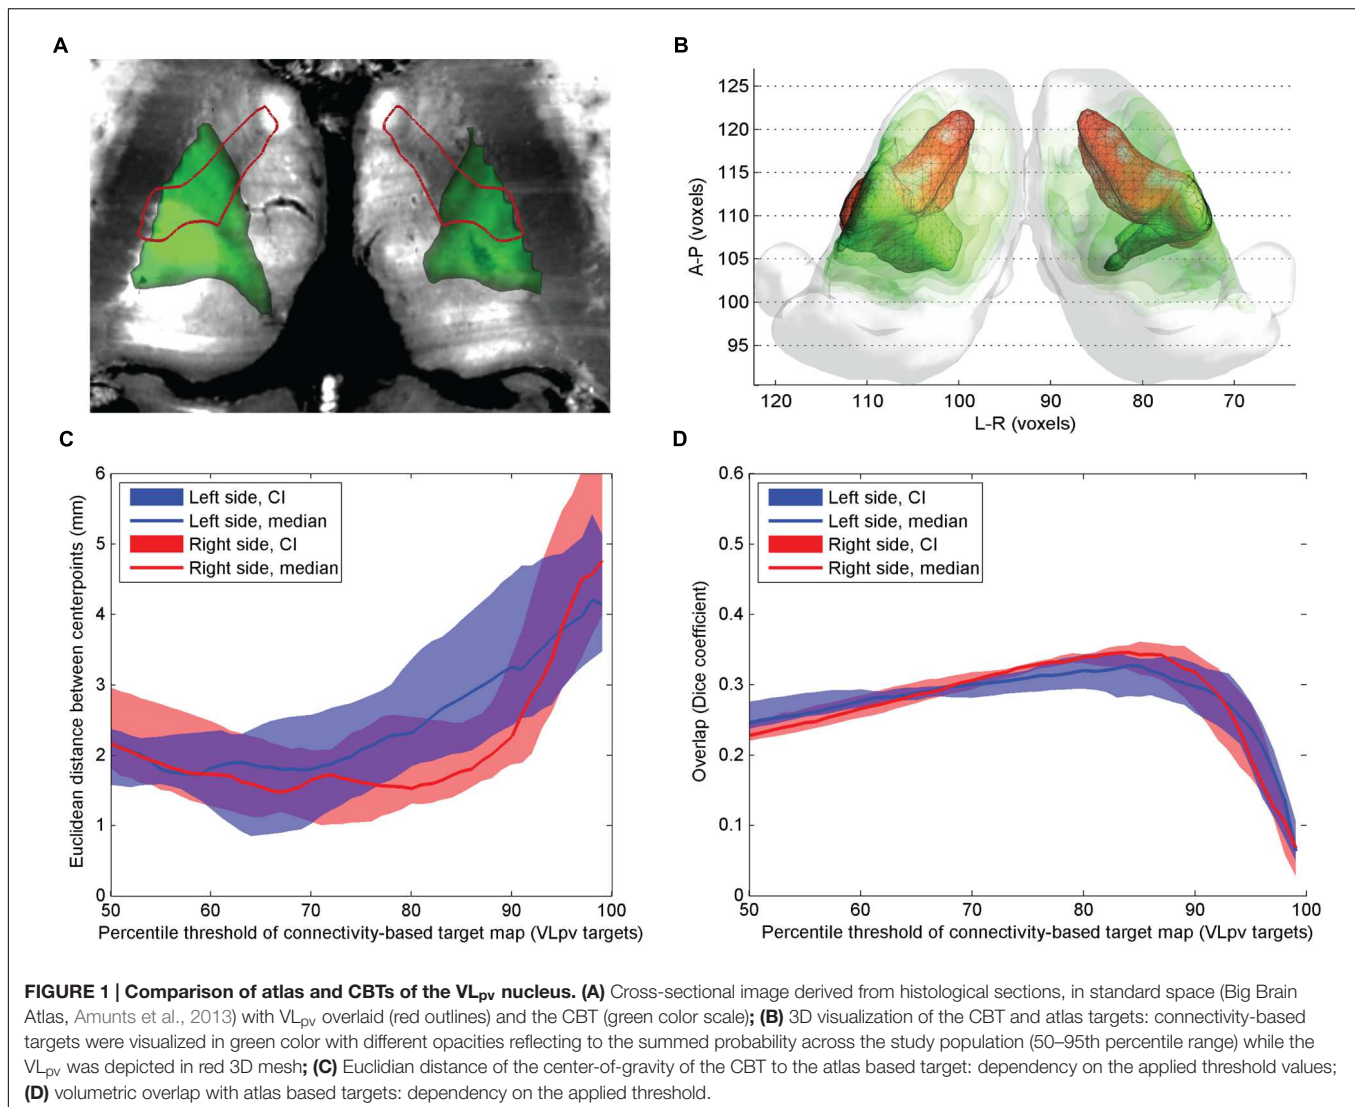 A
B
125
120
115
110
105
100
95
A-P (voxels)
120 110 100 90 80 70
L-R (voxels)
C
6
5
4
3
2
1
0
Euclidean distance between centerpoints (mm)
Left side, CI
Left side, median
Right side, CI
Right side, median
50 60 70 80 90 100
Percentile threshold of connectivity-based target map (VLpv targets)
D
0.6
0.5
0.4
0.3
0.2
0.1
0
Overlap (Dice coefficient)
Left side, CI
Left side, median
Right side, CI
Right side, median
50 60 70 80 90 100
Percentile threshold of connectivity-based target map (VLpv targets)
FIGURE 1 | Comparison of atlas and CBTs of the VLpv nucleus. (A) Cross-sectional image derived from histological sections, in standard space (Big Brain
Atlas, Amunts et al., 2013) with VLpv overlaid (red outlines) and the CBT (green color scale); (B) 3D visualization of the CBT and atlas targets: connectivity-based
targets were visualized in green color with different opacities reflecting to the summed probability across the study population (50–95th percentile range) while the
VLpv was depicted in red 3D mesh; (C) Euclidian distance of the center-of-gravity of the CBT to the atlas based target: dependency on the applied threshold values;
(D) volumetric overlap with atlas based targets: dependency on the applied threshold.